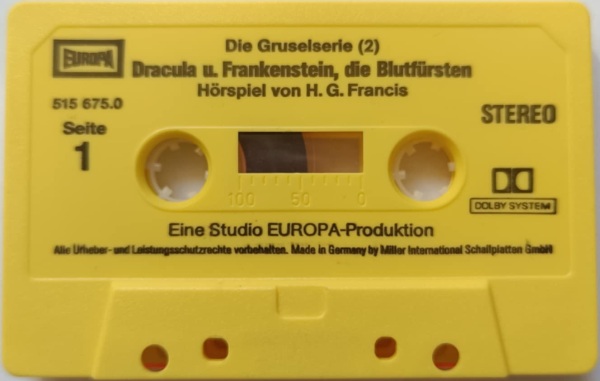 EUROPA
Die Gruselserie (2)
Dracula u. Frankenstein, die Blutfürsten
Hörspiel von H. G. Francis
515 675.0
STEREO
Seite
1
100 50 0
DOLBY SYSTEM
Eine Studio EUROPA-Produktion
Alle Urheber- und Leistungsschutzrechte vorbehalten. Made in Germany by Miller International Schallplatten GmbH